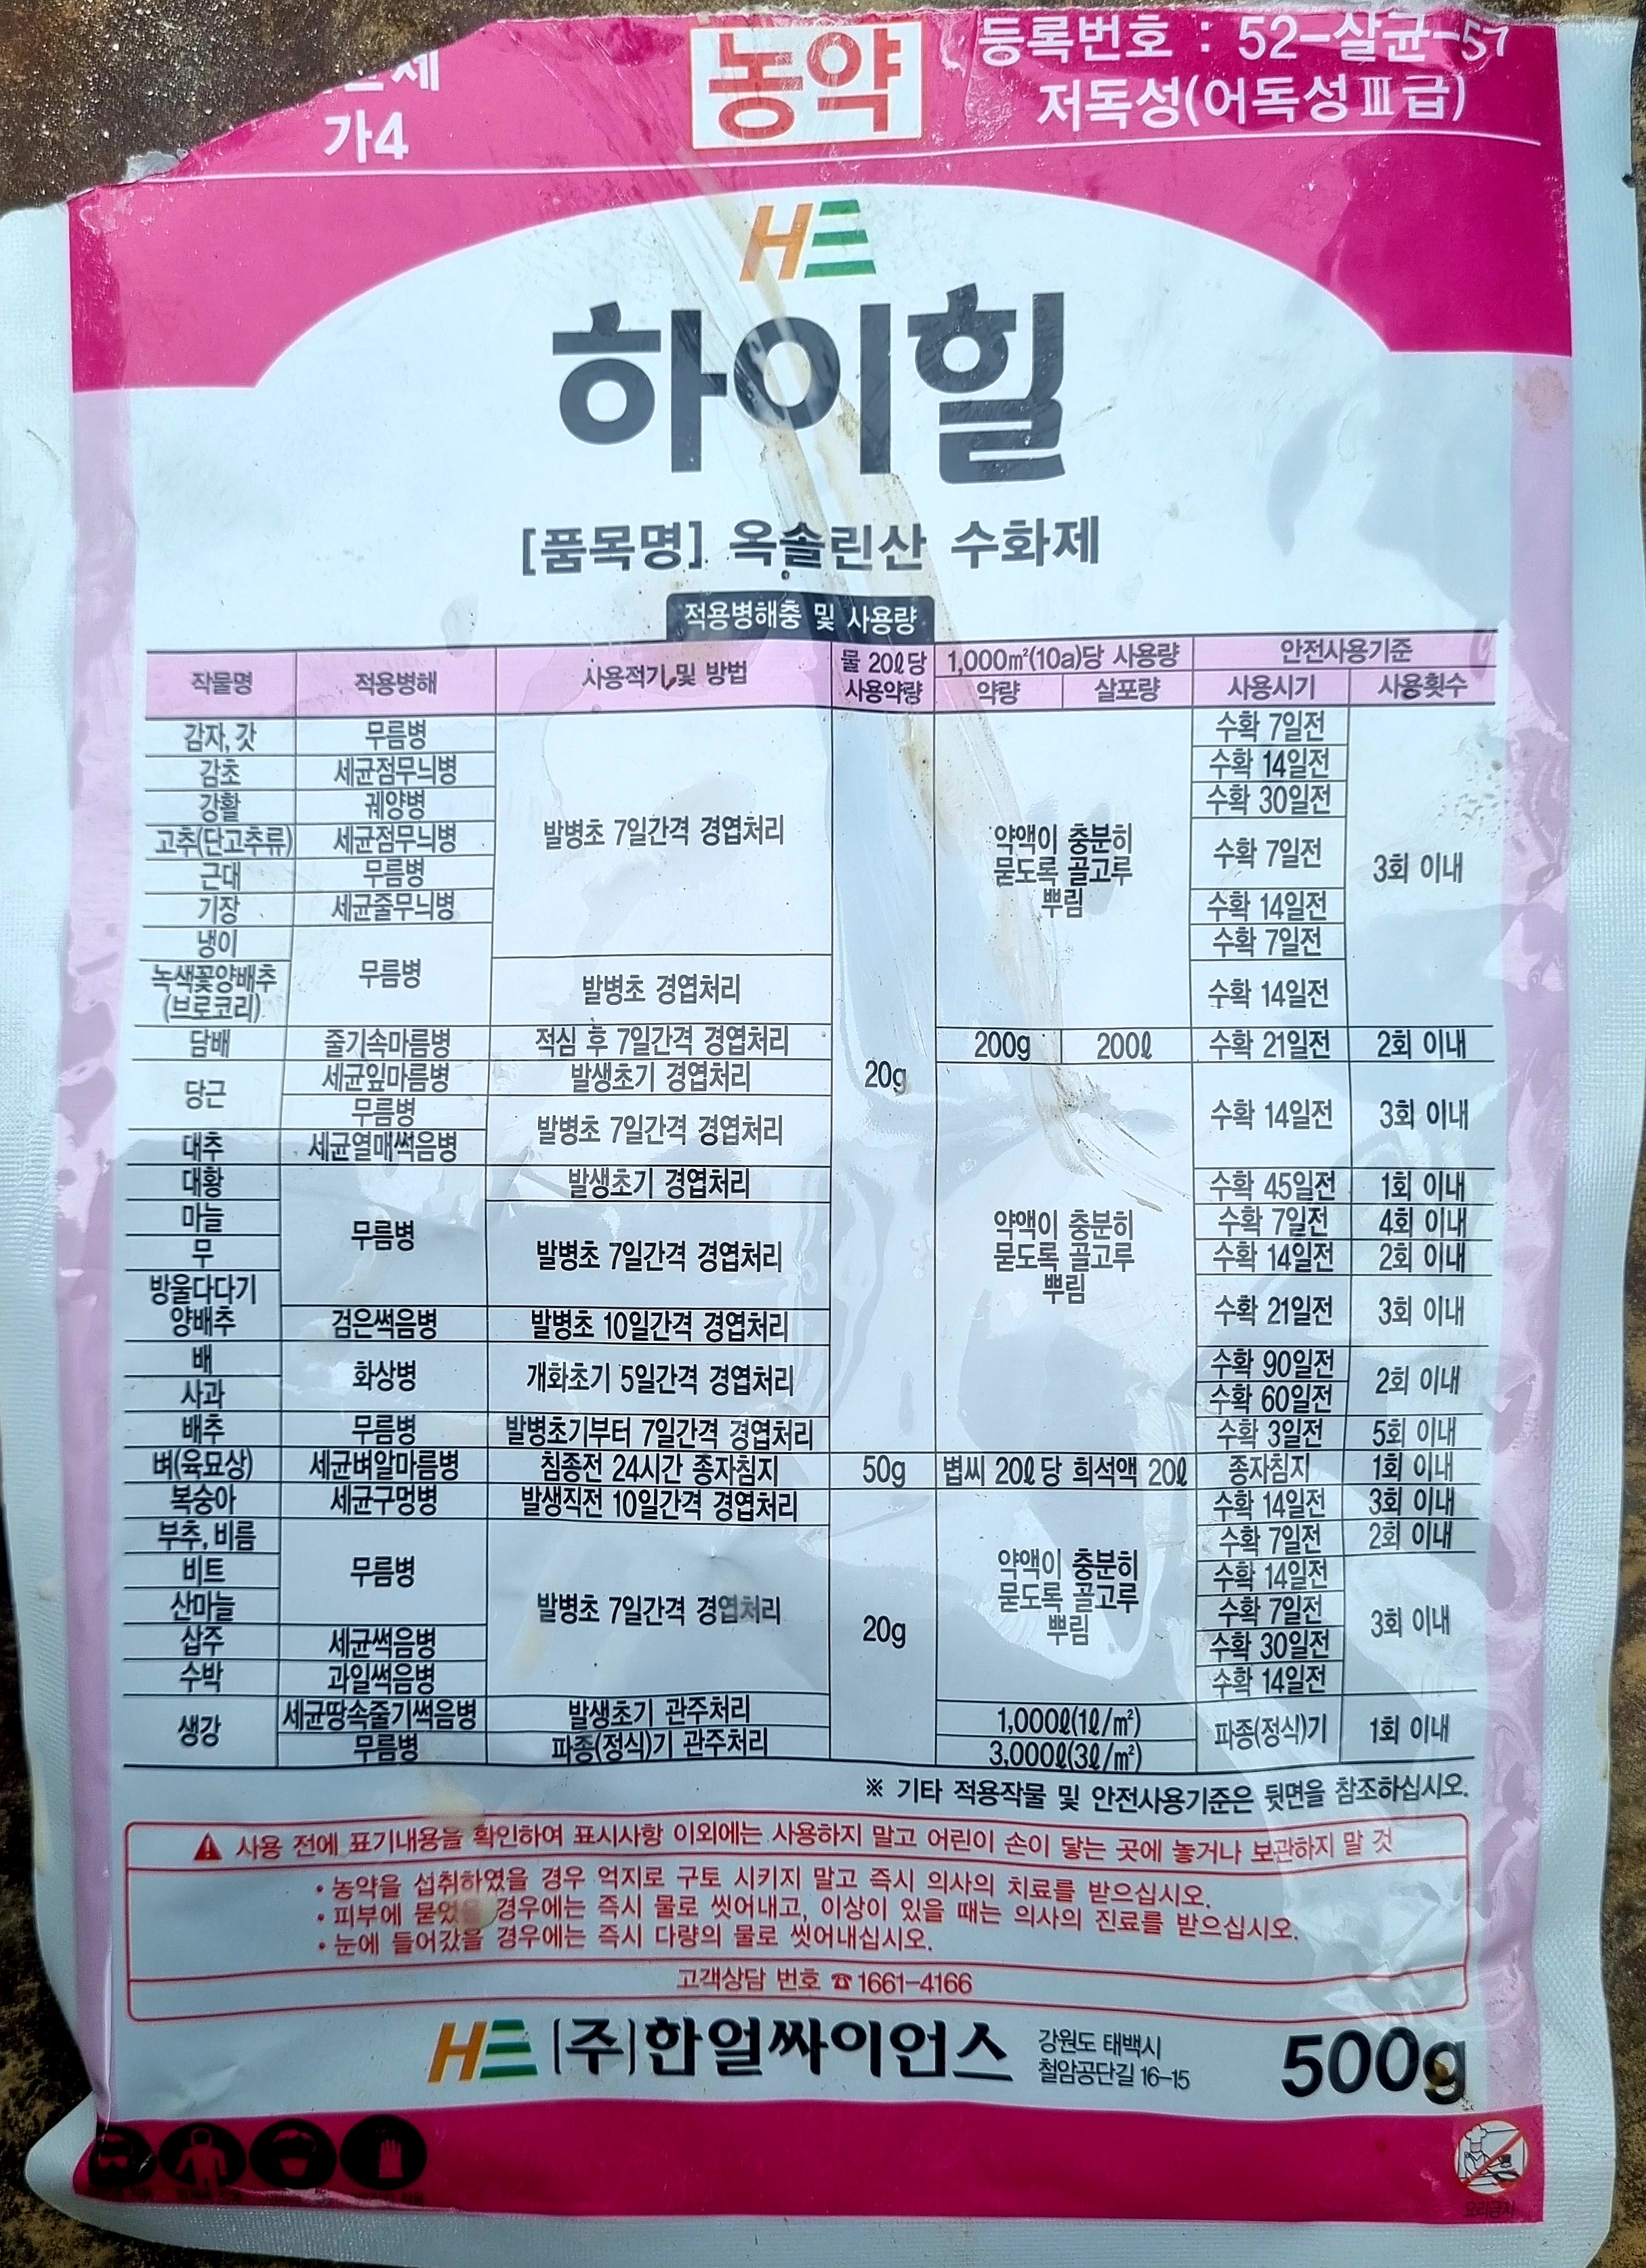 가4
농약
등록번호 : 52-살균-57
저독성(어독성Ⅲ급)
HE
하이힐
[품목명] 옥솔린산 수화제
적용병해충 및 사용량
작물명 적용병해 사용적기 및 방법 물 20ℓ당 사용약량 1,000㎡(10a)당 사용량 약량 살포량 안전사용기준 사용시기 사용횟수
감자, 갓 무름병 수확 7일전
감초 세균점무늬병 수확 14일전
강활 궤양병 수확 30일전
고추(단고추류) 세균점무늬병 발병초 7일간격 경엽처리 약액이 충분히 수확 7일전
근대 무름병 묻도록 골고루 3회 이내
기장 세균줄무늬병 뿌림 수확 14일전
냉이 수확 7일전
녹색꽃양배추 무름병 발병초 경엽처리 수확 14일전
(브로코리)
담배 줄기속마름병 적심 후 7일간격 경엽처리 200g 200ℓ 수확 21일전 2회 이내
당근 세균잎마름병 발생초기 경엽처리 20g
무름병 발병초 7일간격 경엽처리 수확 14일전 3회 이내
대추 세균열매썩음병
대황 발생초기 경엽처리 수확 45일전 1회 이내
마늘 무름병 약액이 충분히 수확 7일전 4회 이내
무 발병초 7일간격 경엽처리 묻도록 골고루 수확 14일전 2회 이내
방울다다기 뿌림 수확 21일전 3회 이내
양배추 검은썩음병 발병초 10일간격 경엽처리
배 화상병 개화초기 5일간격 경엽처리 수확 90일전 2회 이내
사과 수확 60일전
배추 무름병 발병초기부터 7일간격 경엽처리 수확 3일전 5회 이내
벼(육묘상) 세균벼알마름병 침종전 24시간 종자침지 50g 볍씨 20ℓ당 희석액 20ℓ 종자침지 1회 이내
복숭아 세균구멍병 발생직전 10일간격 경엽처리 수확 14일전 3회 이내
부추, 비름 수확 7일전 2회 이내
비트 무름병 약액이 충분히 수확 14일전
산마늘 발병초 7일간격 경엽처리 20g 묻도록 골고루 수확 7일전 3회 이내
삽주 세균썩음병 뿌림 수확 30일전
수박 과일썩음병 수확 14일전
생강 세균땅속줄기썩음병 발생초기 관주처리 1,000ℓ(1ℓ/㎡) 파종(정식)기 1회 이내
무름병 파종(정식)기 관주처리 3,000ℓ(3ℓ/㎡)
※ 기타 적용작물 및 안전사용기준은 뒷면을 참조하십시오.
사용 전에 표기내용을 확인하여 표시사항 이외에는 사용하지 말고 어린이 손이 닿는 곳에 놓거나 보관하지 말 것
• 농약을 섭취하였을 경우 억지로 구토 시키지 말고 즉시 의사의 치료를 받으십시오.
• 피부에 묻었을 경우에는 즉시 물로 씻어내고, 이상이 있을 때는 의사의 진료를 받으십시오.
• 눈에 들어갔을 경우에는 즉시 다량의 물로 씻어내십시오.
고객상담 번호 ☎1661-4166
HE (주)한얼싸이언스
강원도 태백시
철암공단길 16-15
500g
요리금지